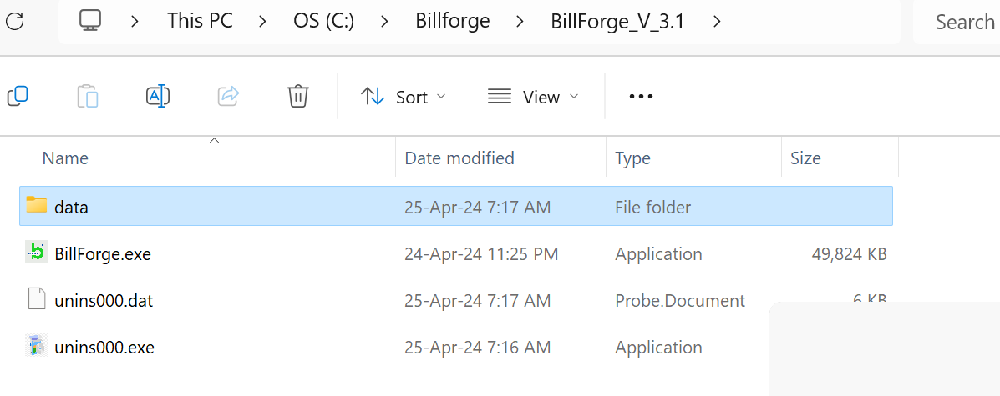 This PC > OS (C:) > Billforge > BillForge_V_3.1 > Search
Sort View
Name Date modified Type Size
data 25-Apr-24 7:17 AM File folder
BillForge.exe 24-Apr-24 11:25 PM Application 49,824 KB
unins000.dat 25-Apr-24 7:17 AM Probe.Document 6 KB
unins000.exe 25-Apr-24 7:16 AM Application